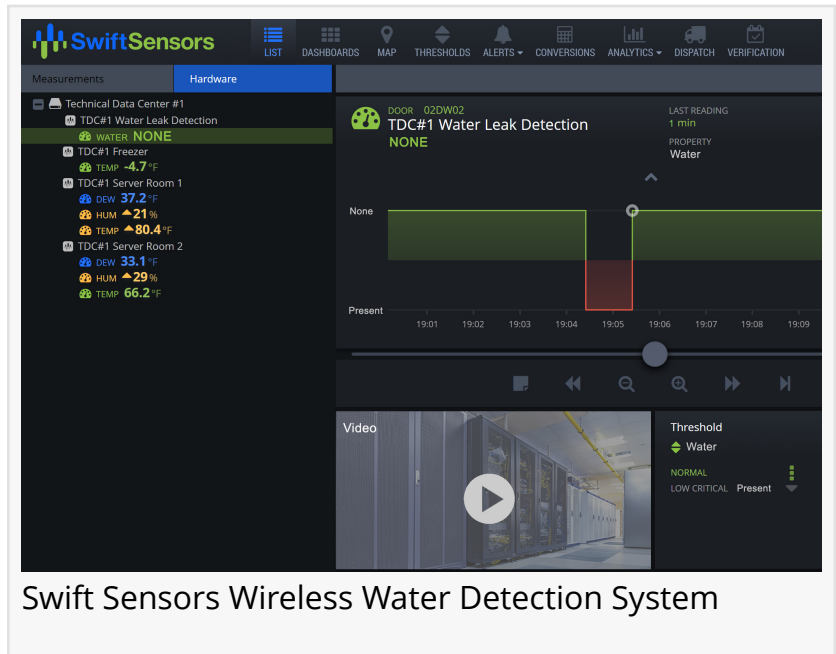 SwiftSensors
LIST DASHBOARDS MAP THRESHOLDS ALERTS CONVERSIONS ANALYTICS DISPATCH VERIFICATION
Measurements Hardware
Technical Data Center #1
TDC#1 Water Leak Detection
WATER NONE
TDC#1 Freezer
TEMP -4.7°F
TDC#1 Server Room 1
DEW 37.2°F
HUM 21%
TEMP 80.4°F
TDC#1 Server Room 2
DEW 33.1°F
HUM 29%
TEMP 66.2°F
DOOR 02DW02
TDC#1 Water Leak Detection
NONE
LAST READING
1 min
PROPERTY
Water
None
Present
19:01 19:02 19:03 19:04 19:05 19:06 19:07 19:08 19:09
Video
Threshold
Water
NORMAL
LOW CRITICAL Present
Swift Sensors Wireless Water Detection System